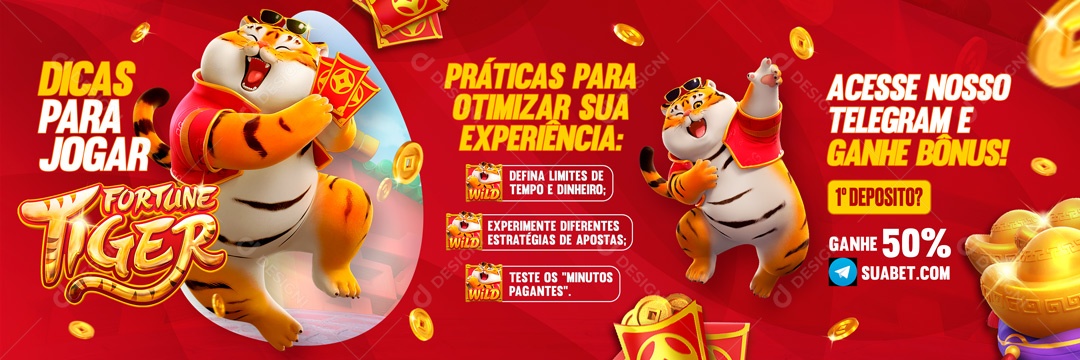 DICAS
PARA
JOGAR
FORTUNE
TIGER
PRÁTICAS PARA
OTIMIZAR SUA
EXPERIÊNCIA:
WILD
DEFINA LIMITES DE
TEMPO E DINHEIRO;
WILD
EXPERIMENTE DIFERENTES
ESTRATÉGIAS DE APOSTAS;
WILD
TESTE OS "MINUTOS
PAGANTES".
ACESSE NOSSO
TELEGRAM E
GANHE BÔNUS!
1º DEPOSITO?
GANHE 50%
SUABET.COM